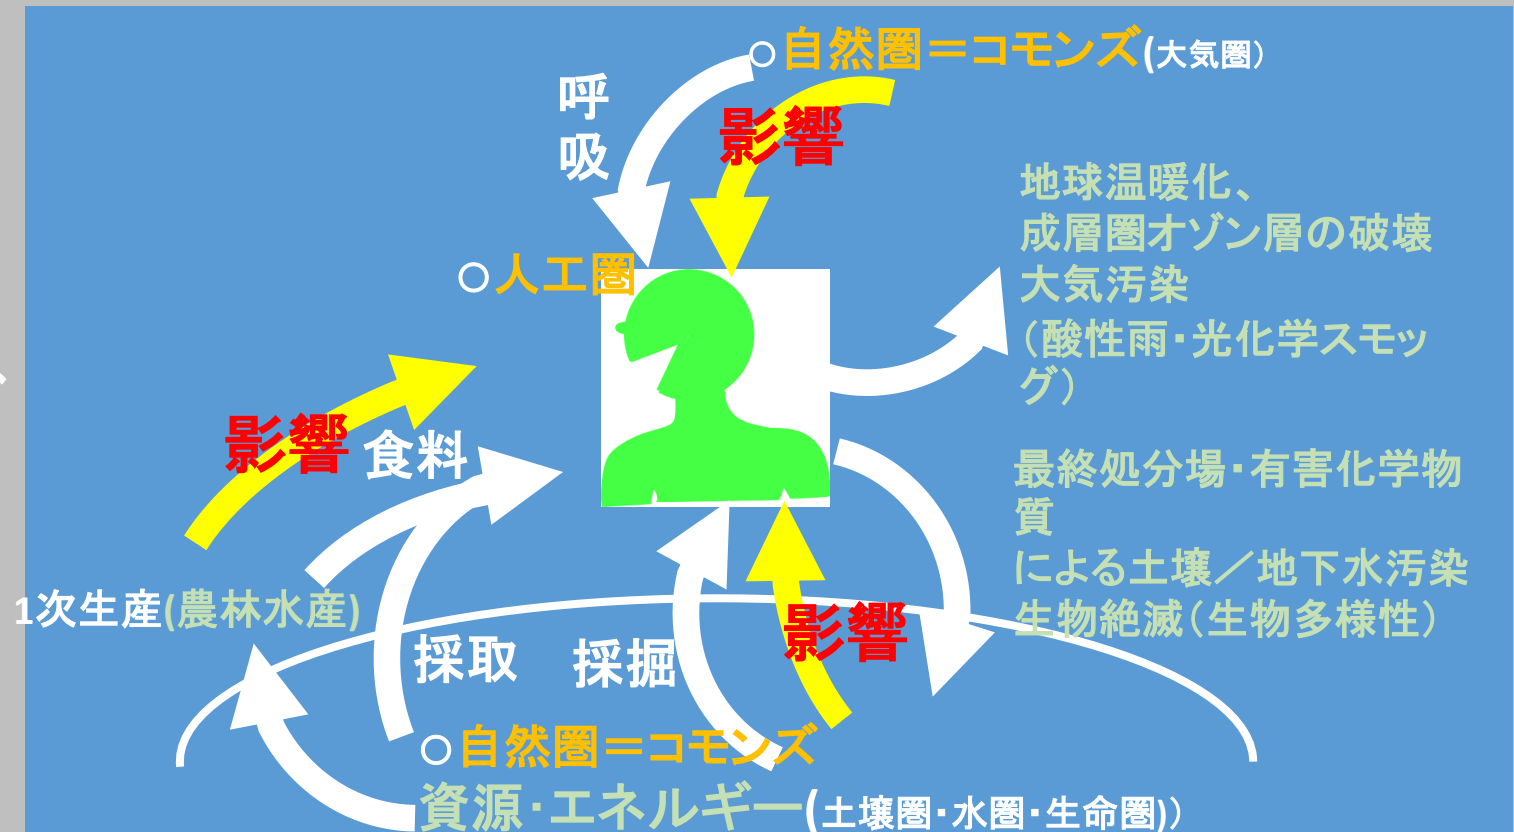 ○自然圏＝コモンズ(大気圏）
呼
吸
影響
地球温暖化、
成層圏オゾン層の破壊
大気汚染
（酸性雨・光化学スモッ
グ）
○人工圏
影響
食料
最終処分場・有害化学物
質
による土壌／地下水汚染
生物絶滅（生物多様性）
1次生産(農林水産)
影響
採取　採掘
○自然圏＝コモンズ
資源・エネルギー(土壌圏・水圏・生命圏)）